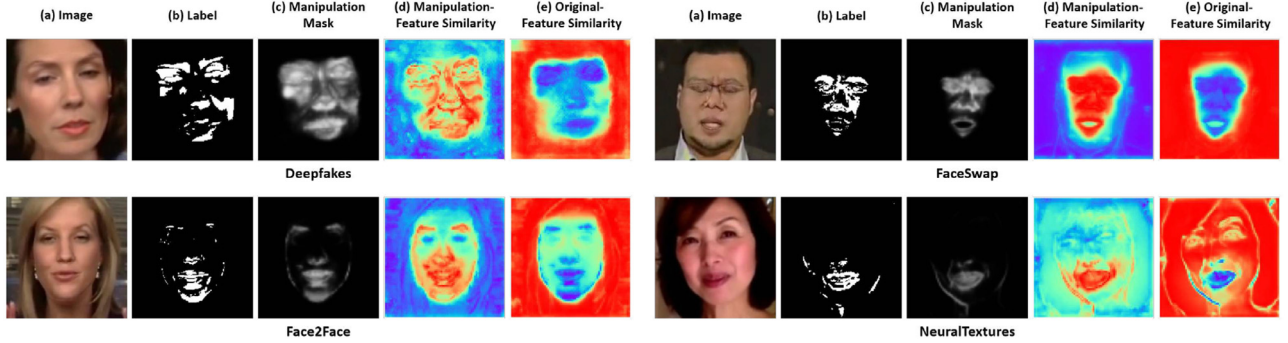 (a) Image
(b) Label
(c) Manipulation
Mask
(d) Manipulation-
Feature Similarity
(e) Original-
Feature Similarity
(a) Image
(b) Label
(c) Manipulation
Mask
(d) Manipulation-
Feature Similarity
(e) Original-
Feature Similarity
Deepfakes
FaceSwap
Face2Face
NeuralTextures